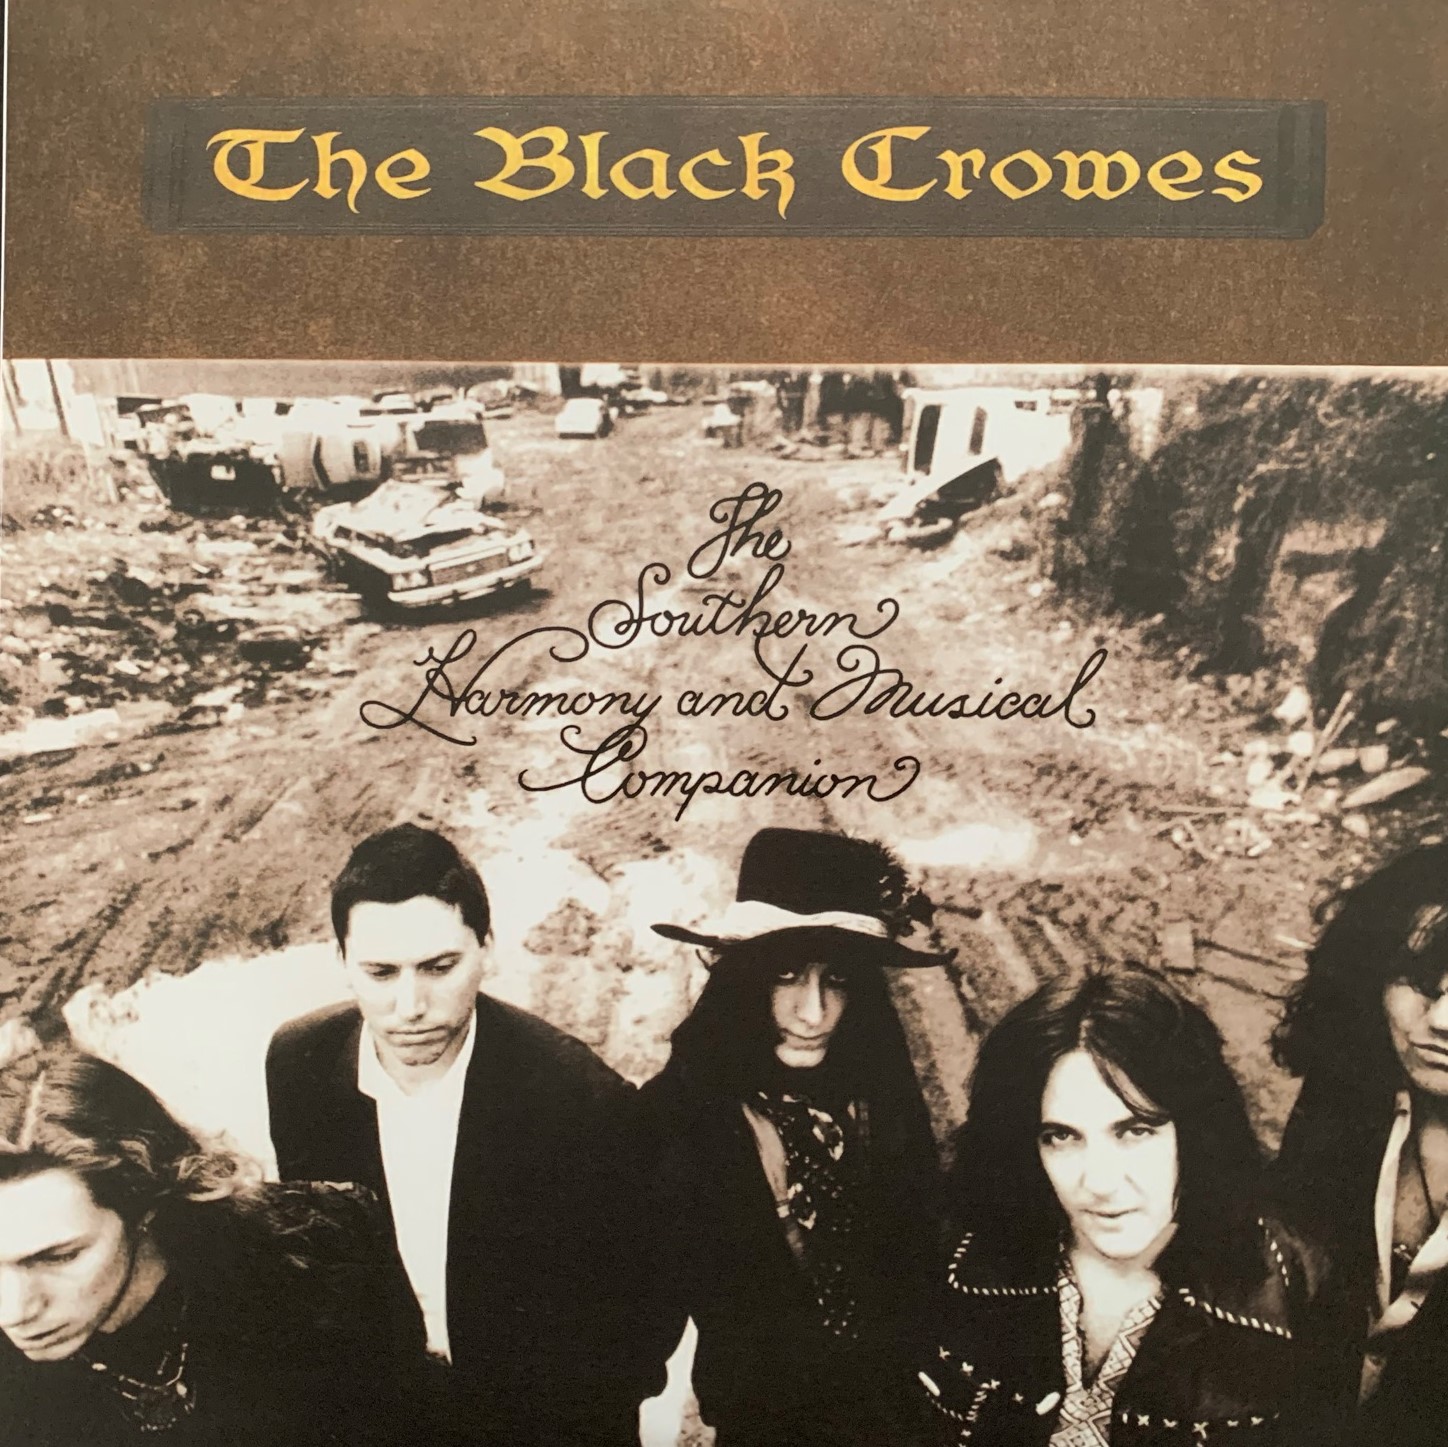 The Black Crowes
The
Southern
Harmony and Musical
Companion